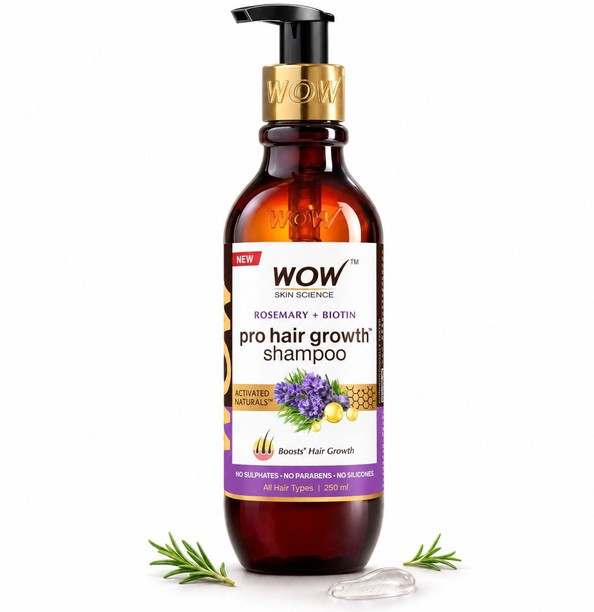 WOW
WOW
NEW
WOW™
SKIN SCIENCE
ROSEMARY + BIOTIN
pro hair growth™
shampoo
WOW
ACTIVATED
NATURALS™
Boosts* Hair Growth
NO SULPHATES • NO PARABENS • NO SILICONES
All Hair Types | 250 ml